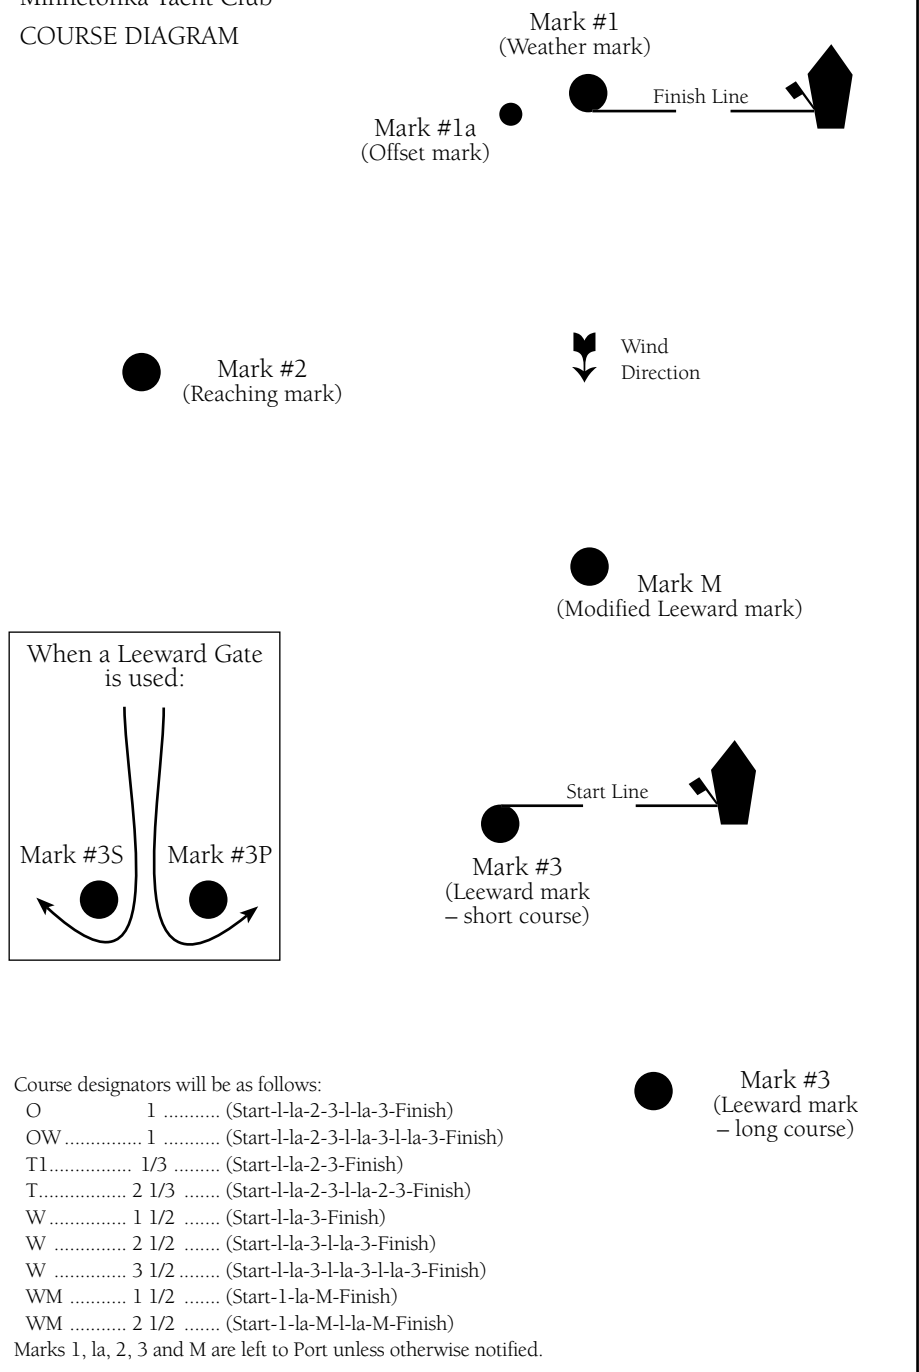 Minnetonka Yacht Club
COURSE DIAGRAM
Mark #1
(Weather mark)
Finish Line
Mark #1a
(Offset mark)
Mark #2
(Reaching mark)
Wind
Direction
Mark M
(Modified Leeward mark)
When a Leeward Gate
is used:
Mark #3S
Mark #3P
Start Line
Mark #3
(Leeward mark
– short course)
Mark #3
(Leeward mark
– long course)
Course designators will be as follows:
O 1 .......... (Start-l-la-2-3-l-la-3-Finish)
OW .............. 1 .......... (Start-l-la-2-3-l-la-3-l-la-3-Finish)
T1................ 1/3 ........ (Start-l-la-2-3-Finish)
T................. 2 1/3 ....... (Start-l-la-2-3-l-la-2-3-Finish)
W ............... 1 1/2 ....... (Start-l-la-3-Finish)
W .............. 2 1/2 ....... (Start-l-la-3-l-la-3-Finish)
W .............. 3 1/2 ........ (Start-l-la-3-l-la-3-l-la-3-Finish)
WM ........... 1 1/2 ....... (Start-1-la-M-Finish)
WM ........... 2 1/2 ....... (Start-1-la-M-l-la-M-Finish)
Marks 1, la, 2, 3 and M are left to Port unless otherwise notified.